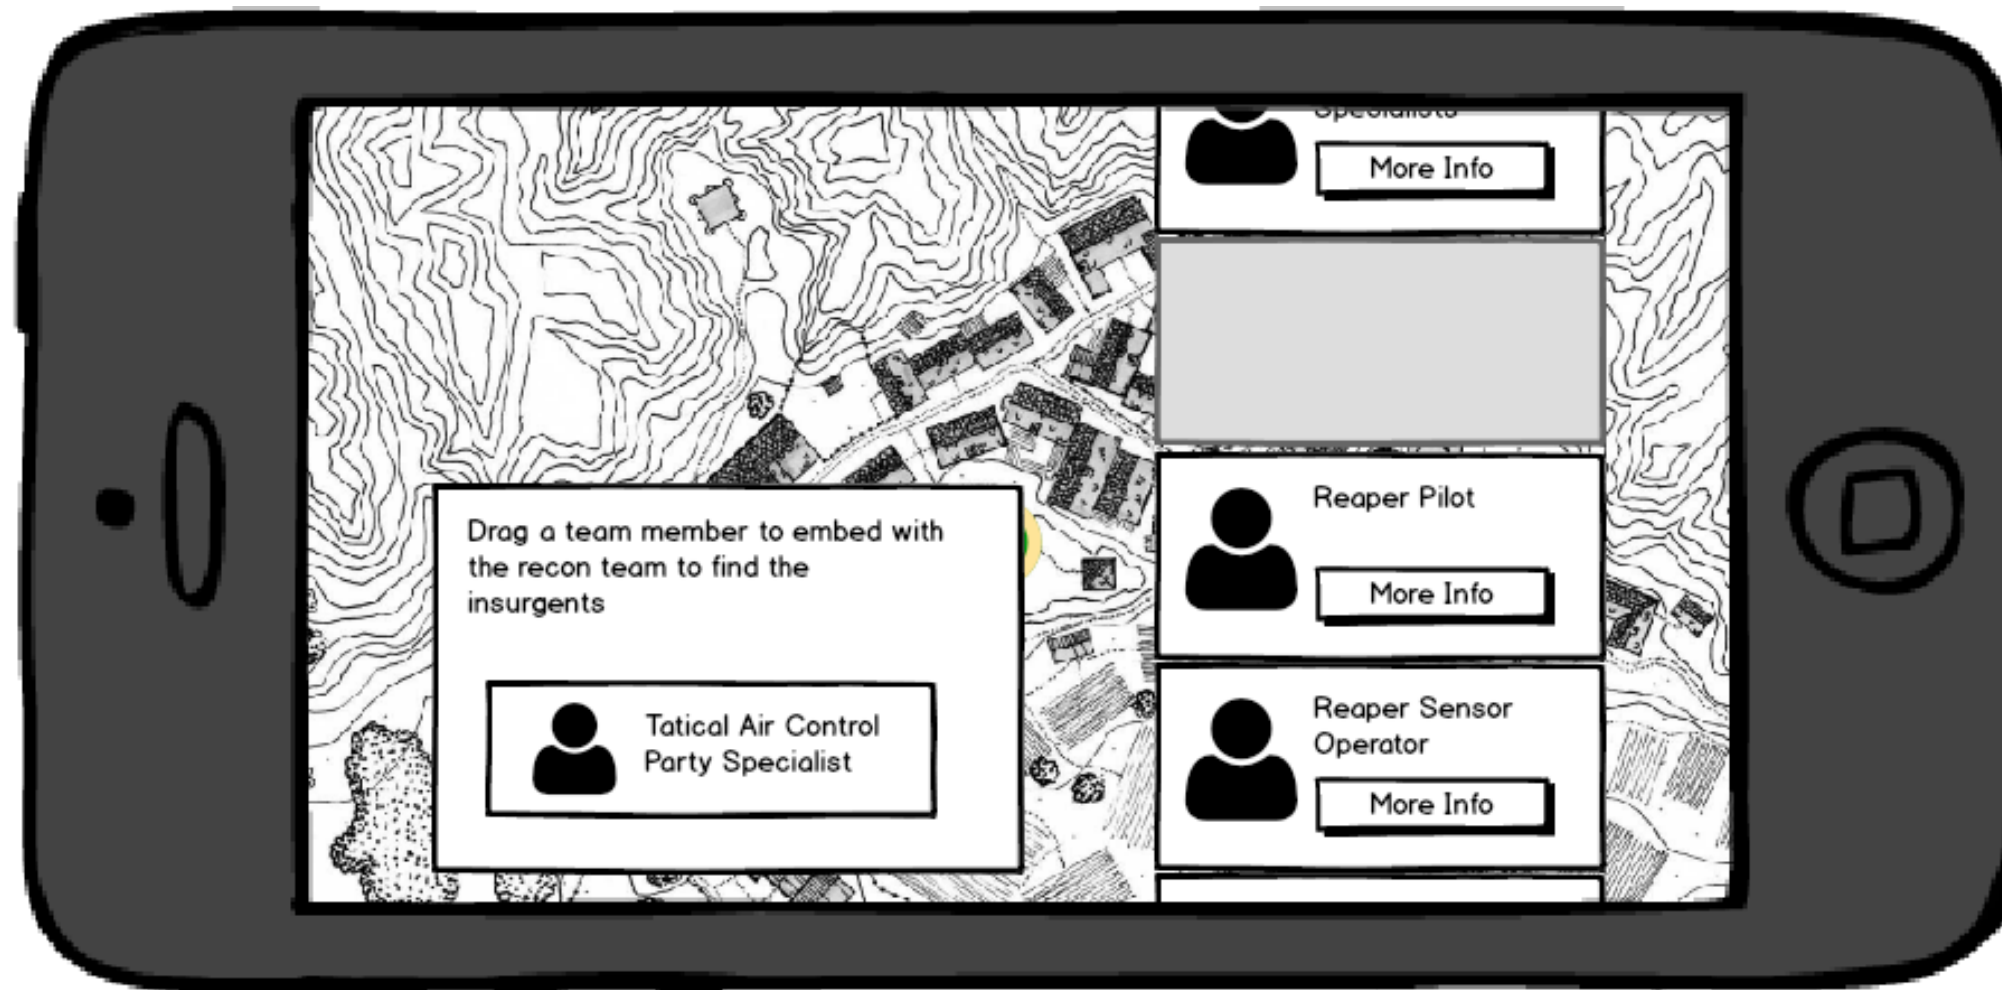 Specialists
More Info
Reaper Pilot
More Info
Drag a team member to embed with
the recon team to find the
insurgents
Tatical Air Control
Party Specialist
Reaper Sensor
Operator
More Info